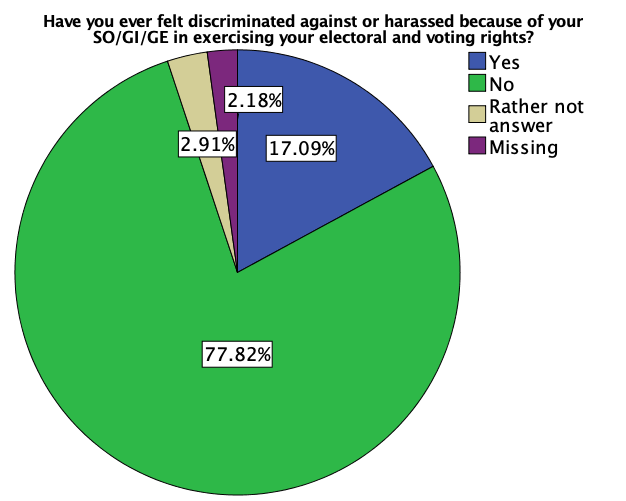 Have you ever felt discriminated against or harassed because of your
SO/GI/GE in exercising your electoral and voting rights?
Yes
No
Rather not
answer
Missing
2.18%
2.91%
17.09%
77.82%